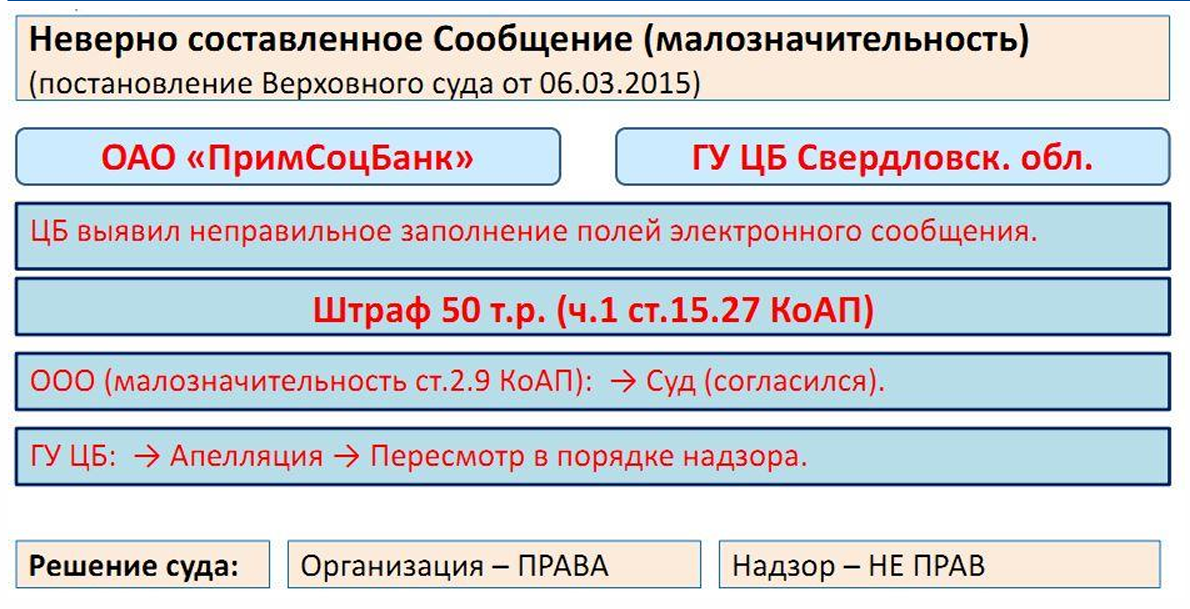 Неверно составленное Сообщение (малозначительность)
(постановление Верховного суда от 06.03.2015)
ОАО «ПримСоцБанк»
ГУ ЦБ Свердловск. обл.
ЦБ выявил неправильное заполнение полей электронного сообщения.
Штраф 50 т.р. (ч.1 ст.15.27 КоАП)
ООО (малозначительность ст.2.9 КоАП): → Суд (согласился).
ГУ ЦБ: → Апелляция → Пересмотр в порядке надзора.
Решение суда:
Организация – ПРАВА
Надзор – НЕ ПРАВ